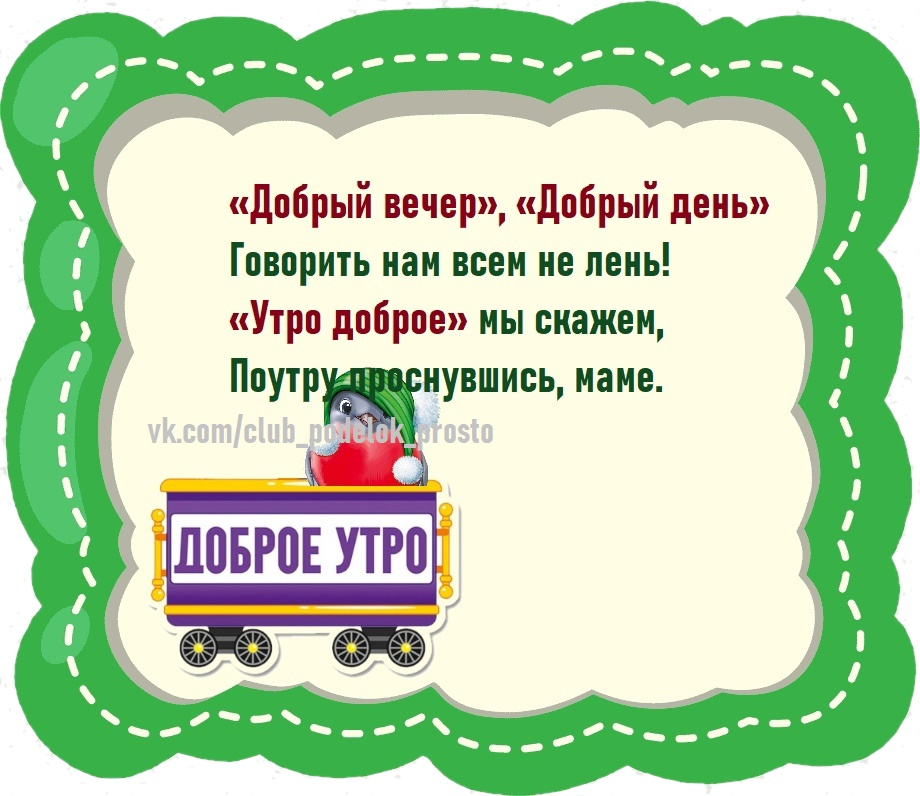 «Добрый вечер», «Добрый день»
Говорить нам всем не лень!
«Утро доброе» мы скажем,
Поутру проснувшись, маме.
vk.com/club_podelok_prosto
ДОБРОЕ УТРО